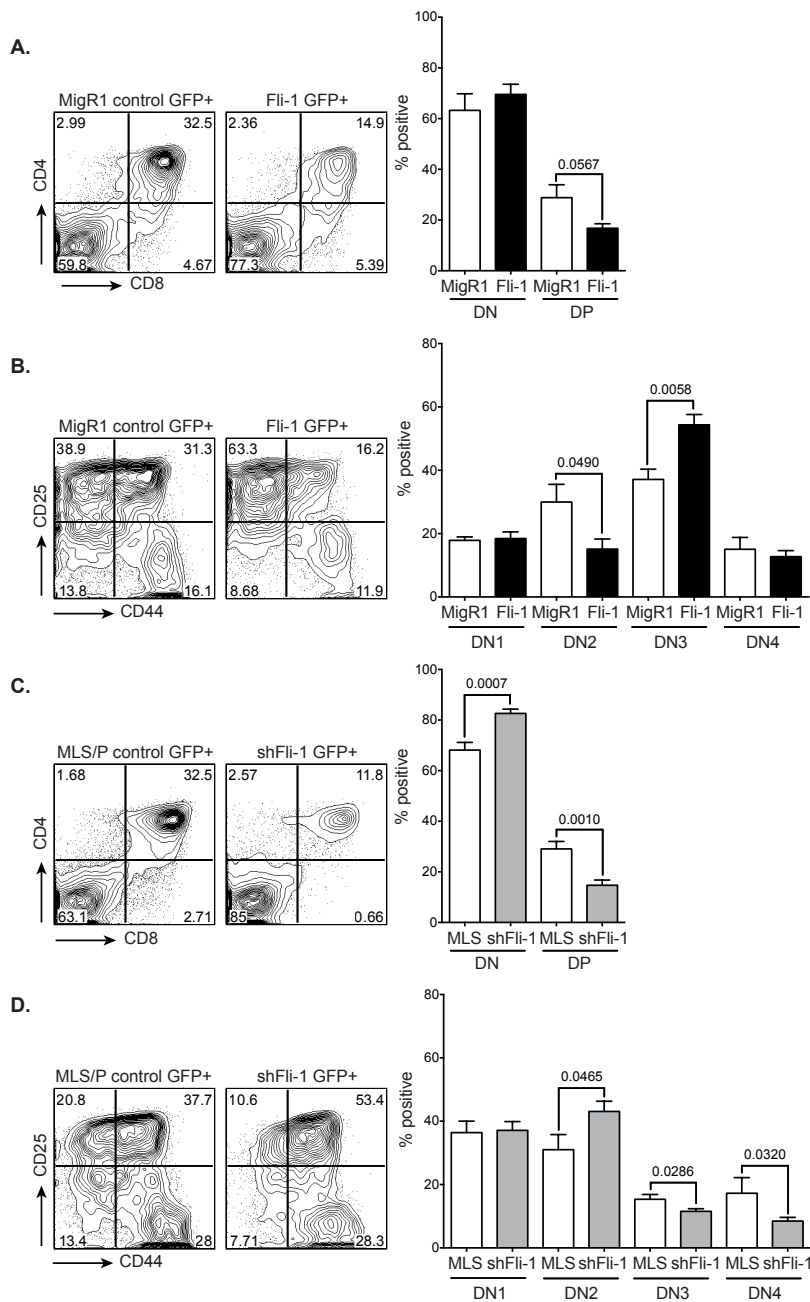 A.
MigR1 control GFP+
Fli-1 GFP+
2.99
32.5
2.36
14.9
CD4
59.8
4.67
77.3
5.39
CD8
100
80
60
40
20
0
% positive
0.0567
MigR1 Fli-1 MigR1 Fli-1
DN DP
B.
MigR1 control GFP+
Fli-1 GFP+
38.9
31.3
63.3
16.2
CD25
13.8
16.1
8.68
11.9
CD44
80
60
40
20
0
% positive
0.0490
0.0058
MigR1 Fli-1 MigR1 Fli-1 MigR1 Fli-1 MigR1 Fli-1
DN1 DN2 DN3 DN4
C.
MLS/P control GFP+
shFli-1 GFP+
1.68
32.5
2.57
11.8
CD4
63.1
2.71
85
0.66
CD8
100
80
60
40
20
0
% positive
0.0007
0.0010
MLS shFli-1 MLS shFli-1
DN DP
D.
MLS/P control GFP+
shFli-1 GFP+
20.8
37.7
10.6
53.4
CD25
13.4
28
7.71
28.3
CD44
80
60
40
20
0
% positive
0.0465
0.0286
0.0320
MLS shFli-1 MLS shFli-1 MLS shFli-1 MLS shFli-1
DN1 DN2 DN3 DN4